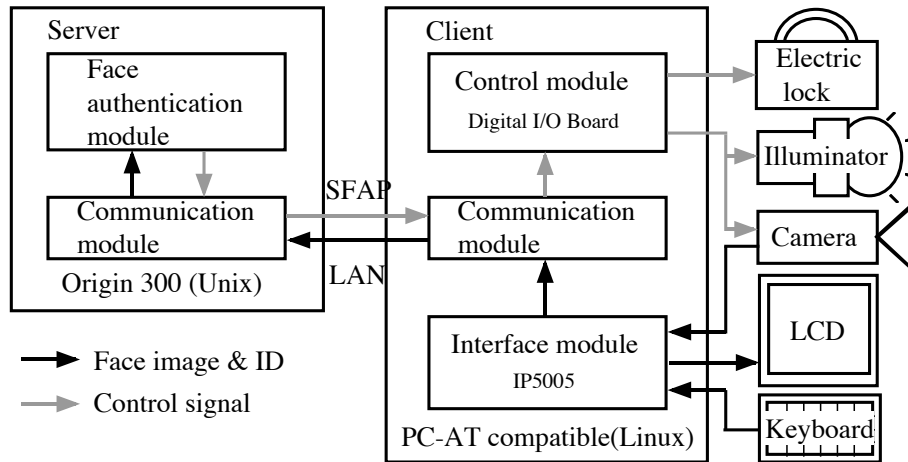 Server
Face
authentication
module
Communication
module
Origin 300 (Unix)
SFAP
LAN
Client
Control module
Digital I/O Board
Communication
module
Interface module
IP5005
PC-AT compatible(Linux)
Electric
lock
Illuminator
Camera
LCD
Keyboard
Face image & ID
Control signal